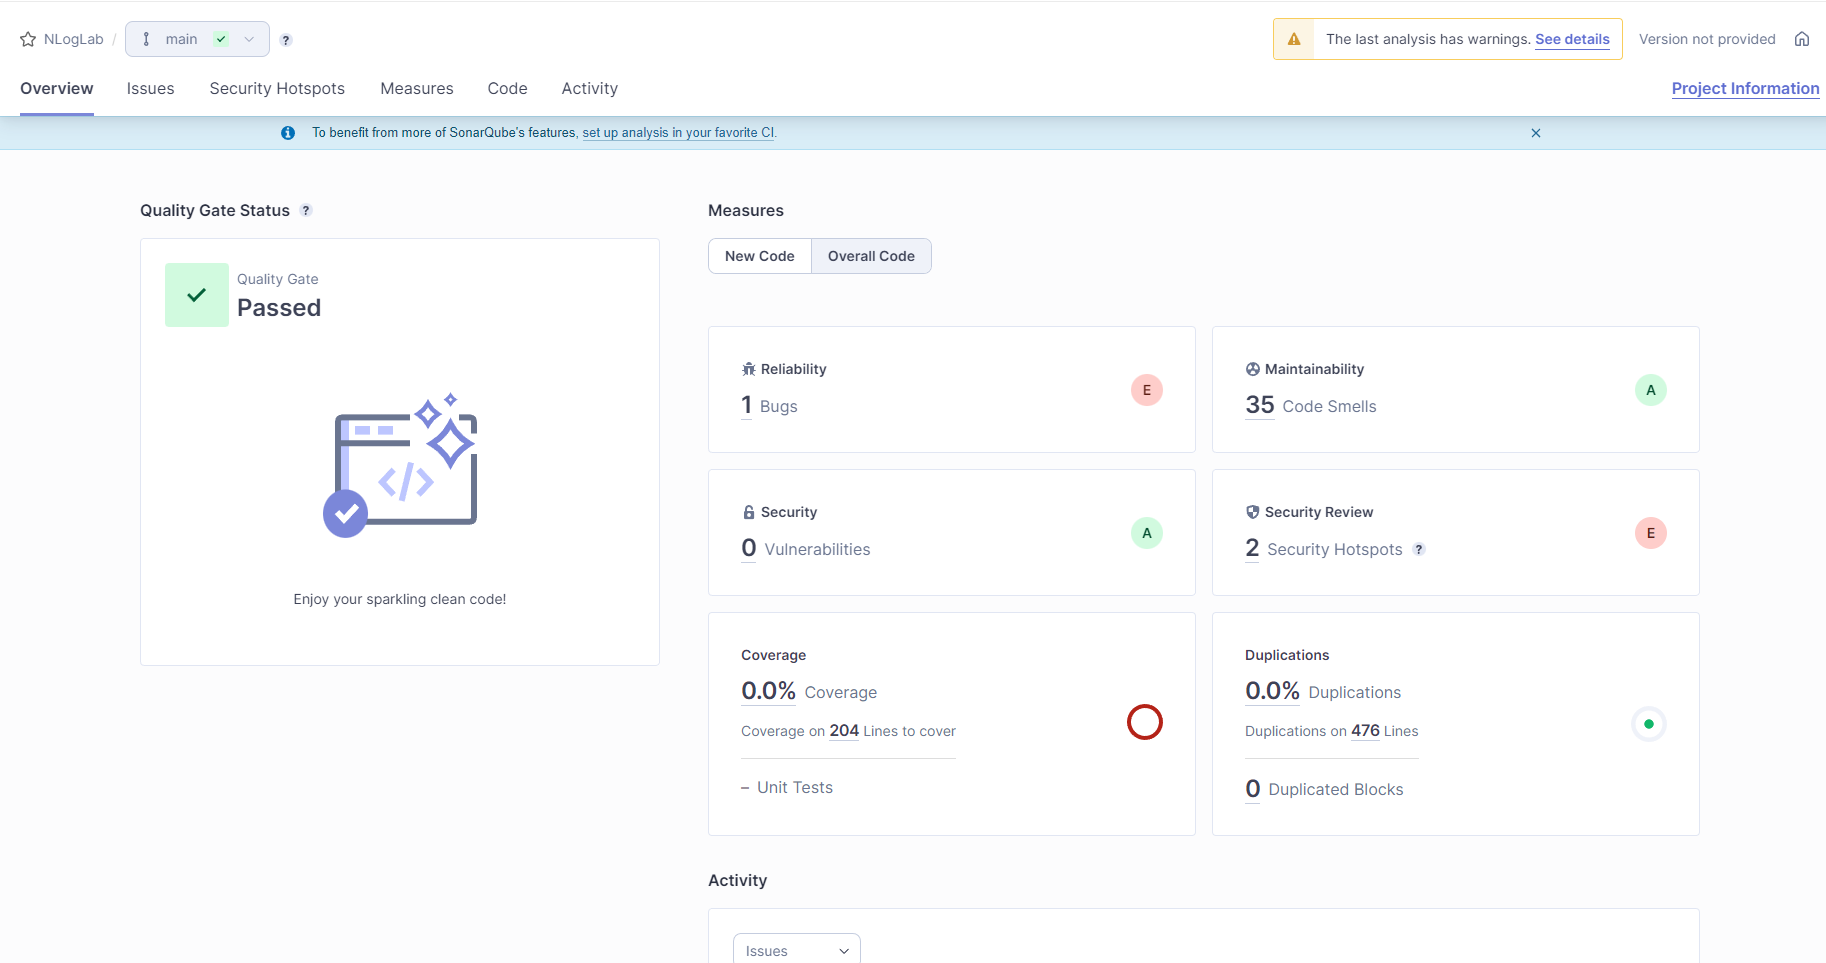 NLogLab / main ?
The last analysis has warnings. See details
Version not provided
Overview Issues Security Hotspots Measures Code Activity
Project Information
To benefit from more of SonarQube's features, set up analysis in your favorite CI.
Quality Gate Status ?
Quality Gate
Passed
</>
Enjoy your sparkling clean code!
Measures
New Code Overall Code
Reliability
1 Bugs
E
Maintainability
35 Code Smells
A
Security
0 Vulnerabilities
A
Security Review
2 Security Hotspots ?
E
Coverage
0.0% Coverage
Coverage on 204 Lines to cover
– Unit Tests
Duplications
0.0% Duplications
Duplications on 476 Lines
0 Duplicated Blocks
Activity
Issues